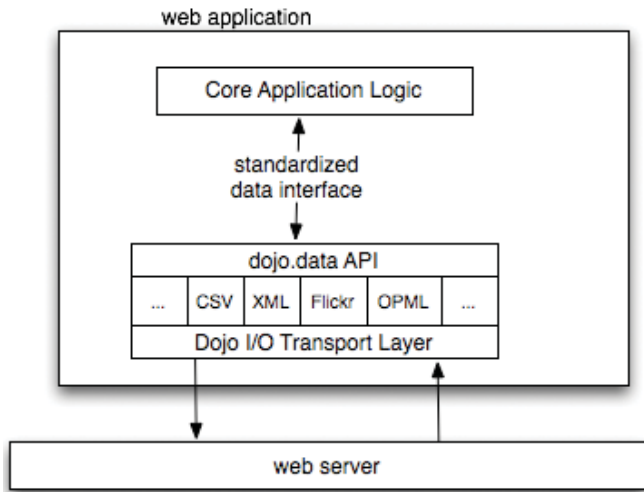 web application
Core Application Logic
standardized
data interface
dojo.data API
... CSV XML Flickr OPML ...
Dojo I/O Transport Layer
web server